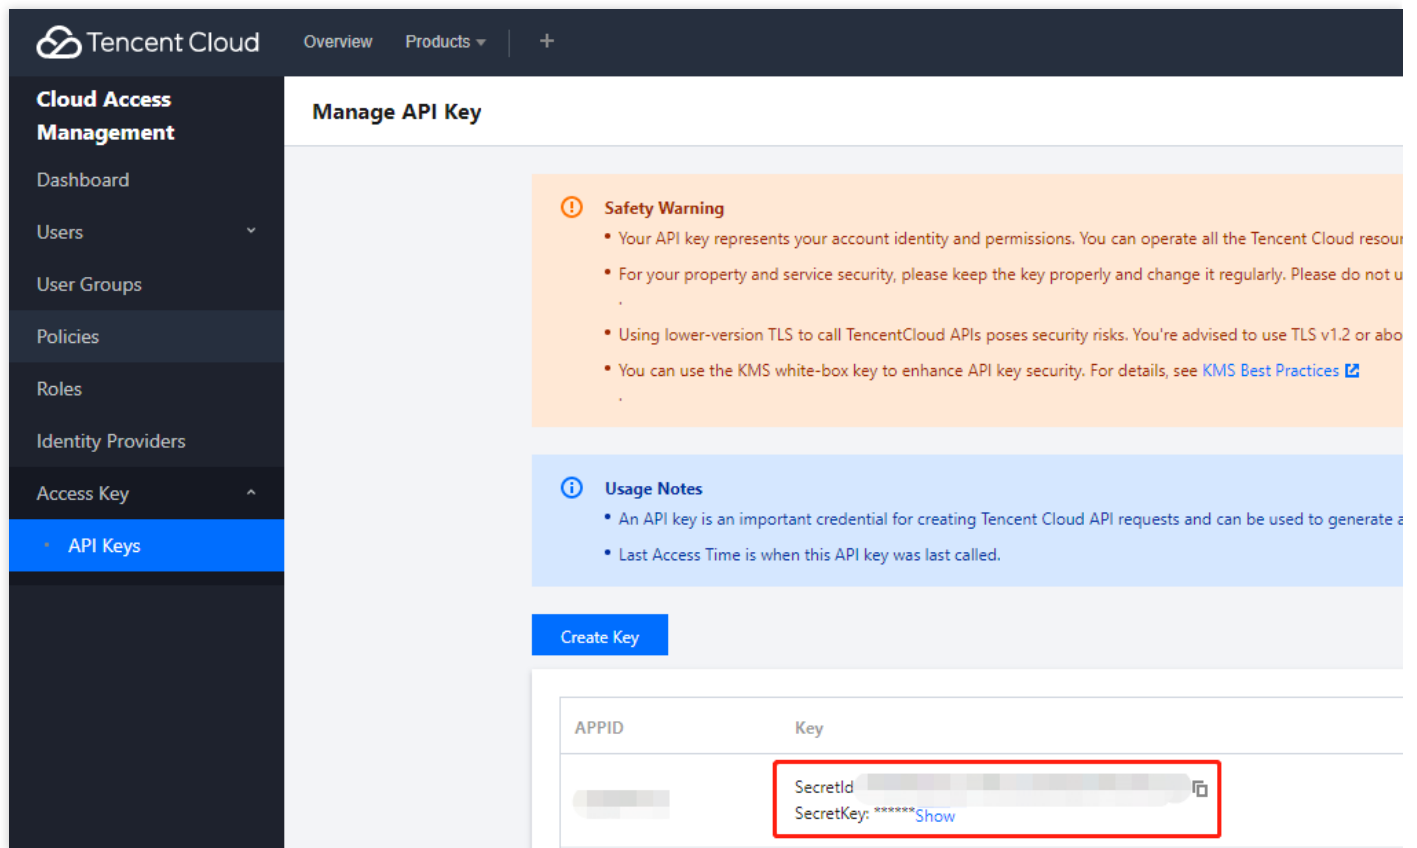 Tencent Cloud
Overview
Products
+
Cloud Access
Management
Dashboard
Users
User Groups
Policies
Roles
Identity Providers
Access Key
API Keys
Manage API Key
Safety Warning
• Your API key represents your account identity and permissions. You can operate all the Tencent Cloud resour
• For your property and service security, please keep the key properly and change it regularly. Please do not u
.
• Using lower-version TLS to call TencentCloud APIs poses security risks. You're advised to use TLS v1.2 or abo
• You can use the KMS white-box key to enhance API key security. For details, see KMS Best Practices
.
Usage Notes
• An API key is an important credential for creating Tencent Cloud API requests and can be used to generate a
• Last Access Time is when this API key was last called.
Create Key
APPID
Key
SecretId
SecretKey: ******Show